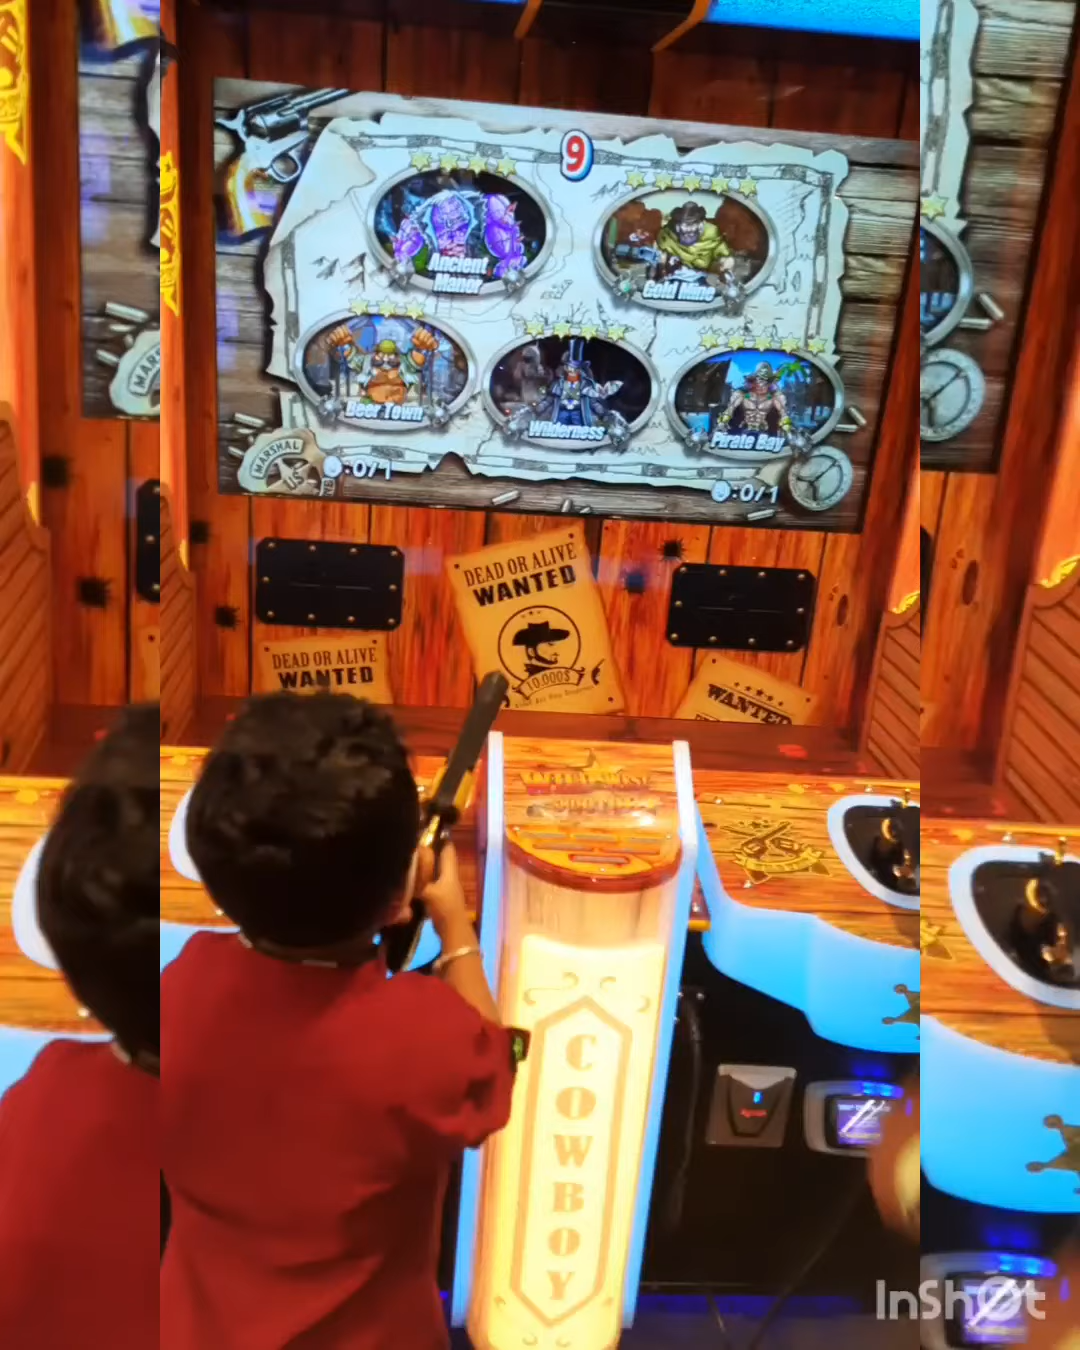 9
Ancient
Manor
Gold Mine
Beer Town
Wilderness
Pirate Bay
MARSHAL
US
:0/1
:0/1
DEAD OR ALIVE
WANTED
10.000$
DEAD OR ALIVE
WANTED
WANTED
COWBOY
InShot